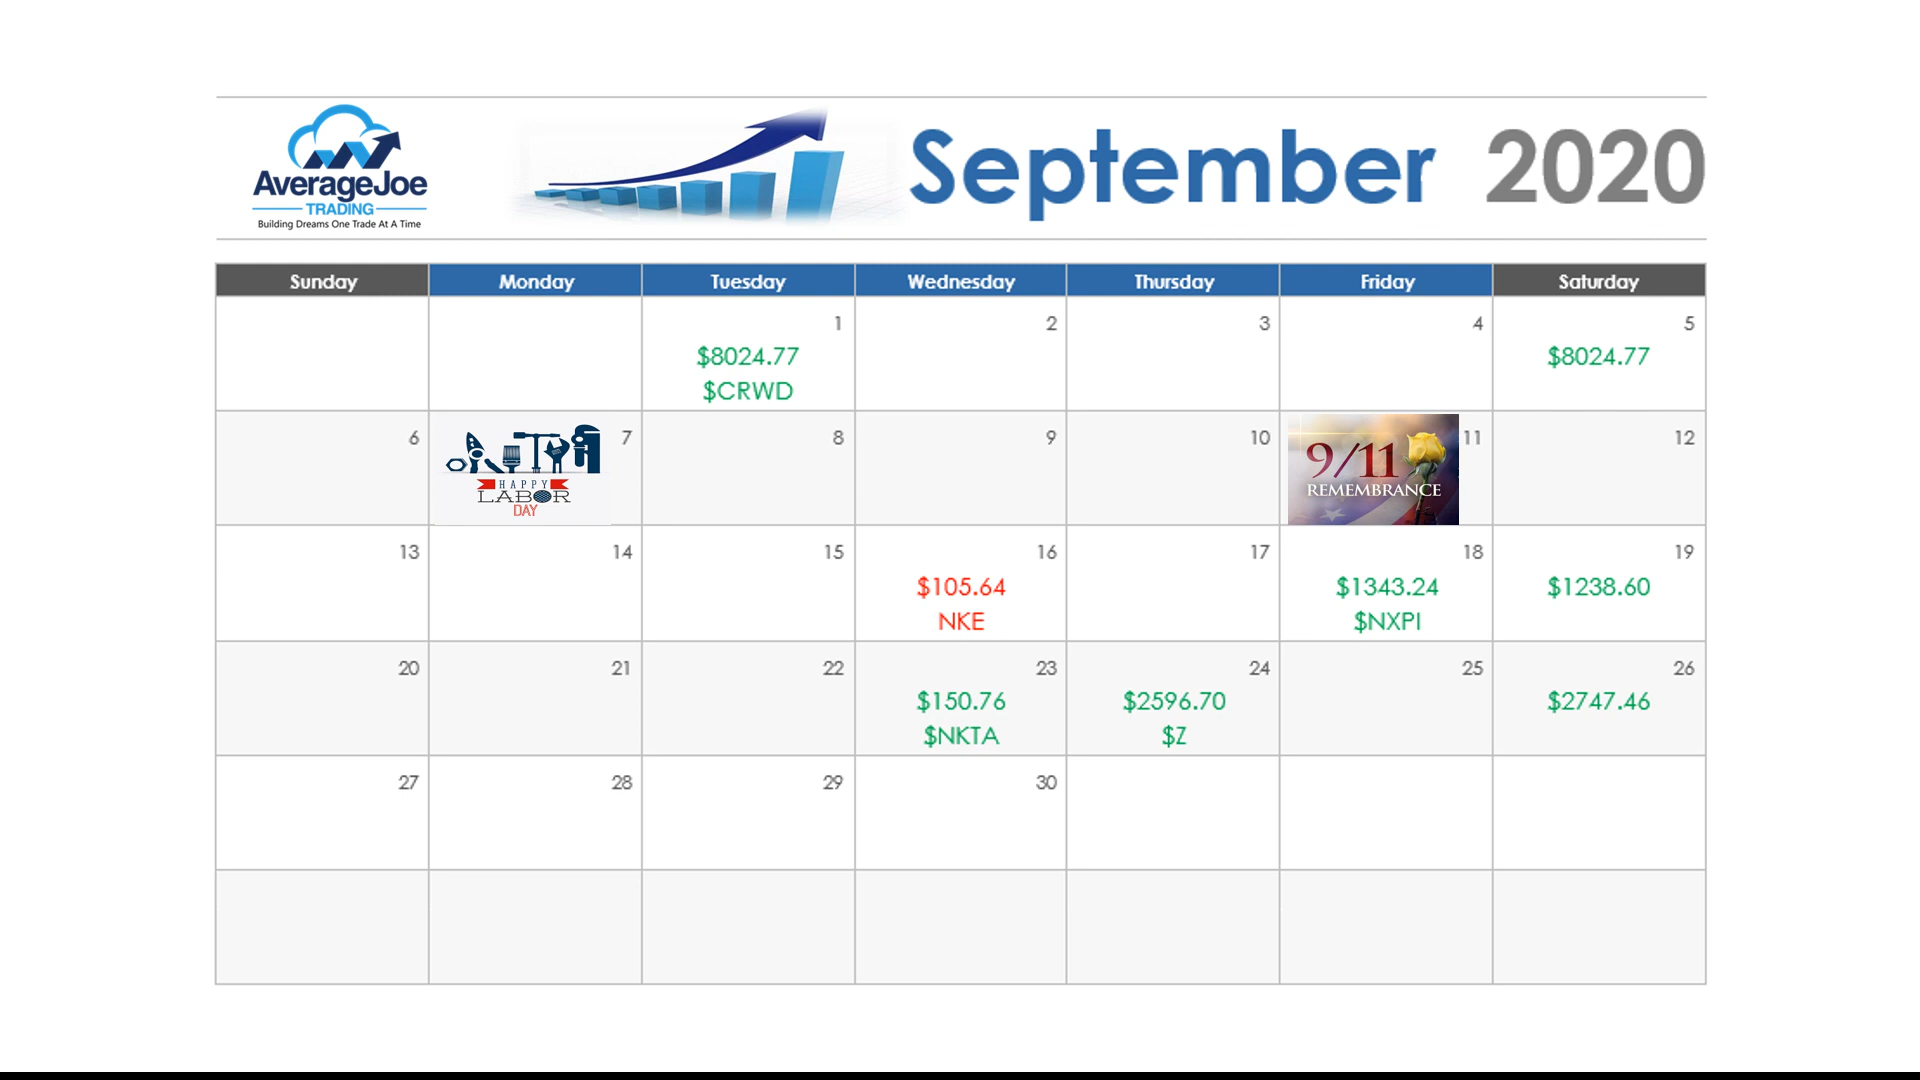 AverageJoe
TRADING
Building Dreams One Trade At A Time
September 2020
Sunday Monday Tuesday Wednesday Thursday Friday Saturday
1 2 3 4 5
$8024.77 $8024.77
$CRWD
6 7 8 9 10 11 12
HAPPY
LABOR
DAY
9/11
REMEMBRANCE
13 14 15 16 17 18 19
$105.64 $1343.24 $1238.60
NKE $NXPI
20 21 22 23 24 25 26
$150.76 $2596.70 $2747.46
$NKTA $Z
27 28 29 30